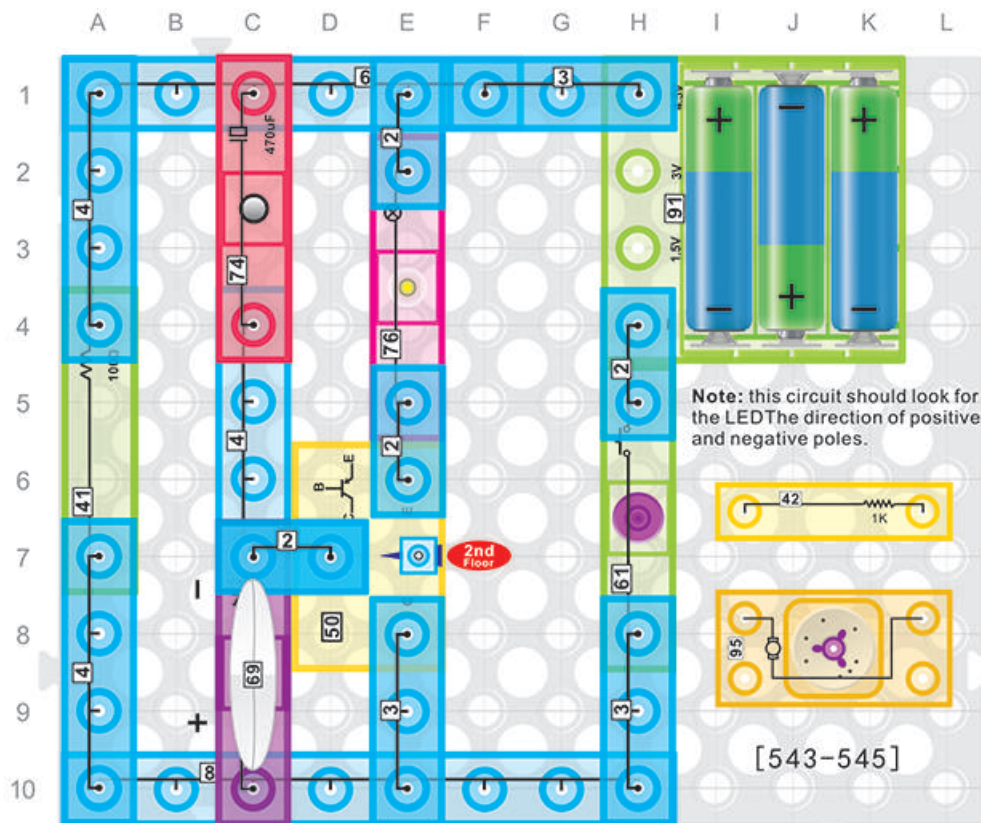 A B C D E F G H I J K L
1
6
3
4.5V
470uF
2
+ − +
2
3V
91
4
3
1.5V
74
− + −
4
76
2
100Ω
5
4
2
Note: this circuit should look for
the LEDThe direction of positive
and negative poles.
6
B
E
C
41
42
1K
7
2
2nd
Floor
61
−
8
50
69
95
4
9
+
3
3
[543-545]
10
8